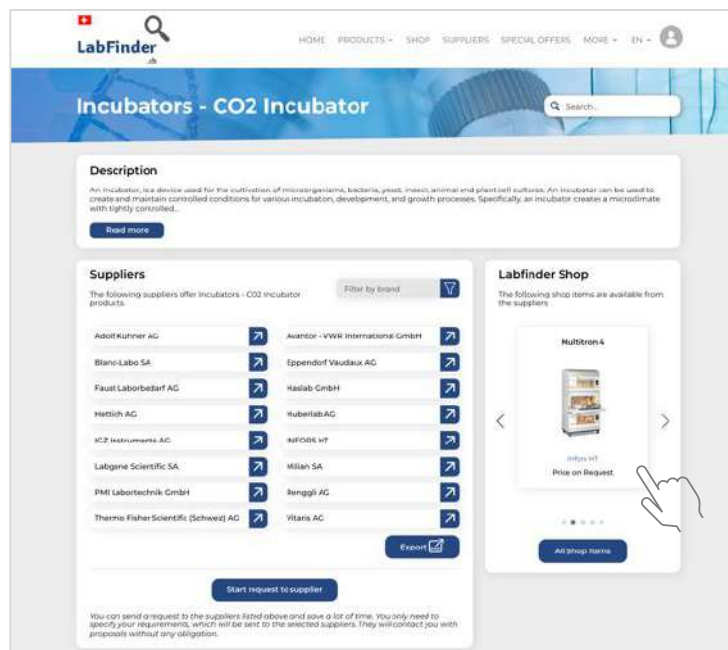 LabFinder
.ch
HOME PRODUCTS SHOP SUPPLIERS SPECIAL OFFERS MORE EN
Incubators - CO2 Incubator
Search..
Description
An incubator, is a device used for the cultivation of microorganisms, bacteria, yeast, insect, animal and plant cell cultures. An incubator can be used to
create and maintain controlled conditions for various incubation, development, and growth processes. Specifically, an incubator creates a microclimate
with tightly controlled...
Read more
Suppliers
The following suppliers offer Incubators - CO2 Incubator
products.
Filter by brand
Adolf Kühner AG
Avantor - VWR International GmbH
Blanc-Labo SA
Eppendorf Vaudaux AG
Faust Laborbedarf AG
Haslab GmbH
Hettich AG
Huberlab AG
IGZ Instruments AG
INFORS HT
Labgene Scientific SA
Milian SA
PMI Labortechnik GmbH
Renggli AG
Thermo Fisher Scientific (Schweiz) AG
Vitaris AG
Export
Start request to supplier
You can send a request to the suppliers listed above and save a lot of time. You only need to
specify your requirements, which will be sent to the selected suppliers. They will contact you with
proposals without any obligation.
Labfinder Shop
The following shop items are available from
the suppliers
Multitron 4
Infors HT
Price on Request
All Shop Items